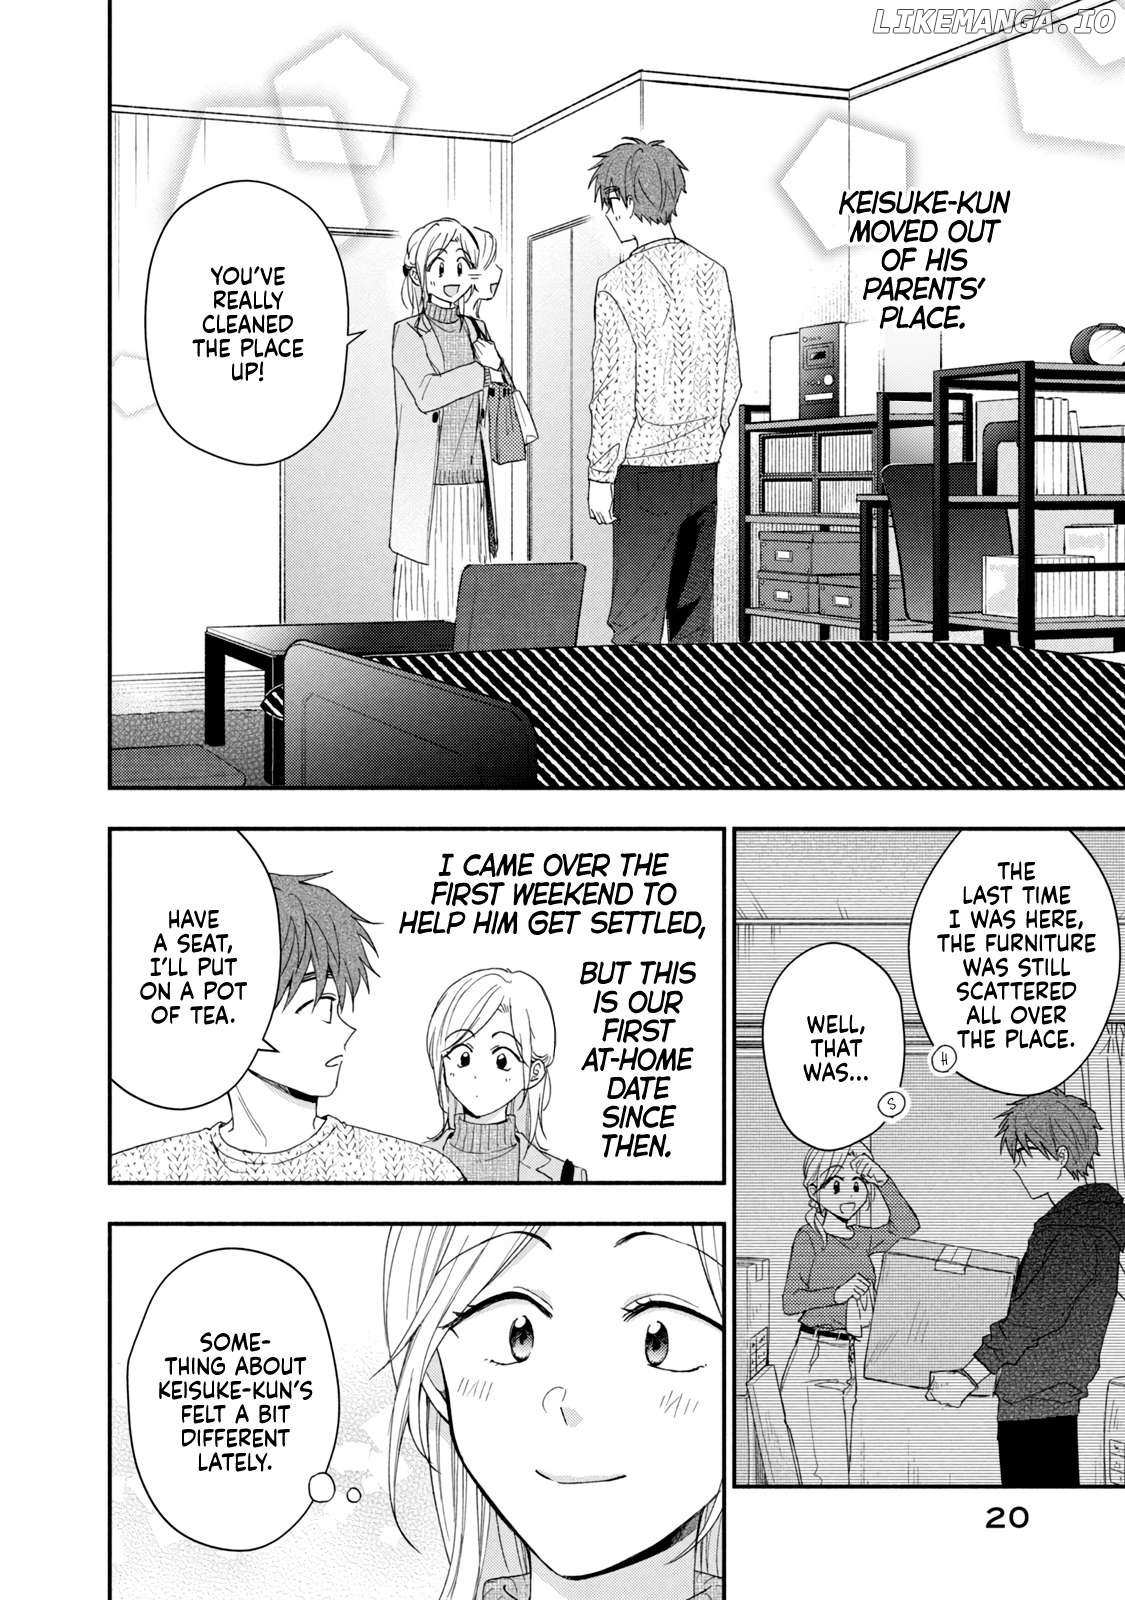 LIKEMANGA.IO
KEISUKE-KUN
MOVED OUT
OF HIS
PARENTS'
PLACE.
YOU'VE
REALLY
CLEANED
THE PLACE
UP!
THE
LAST TIME
I WAS HERE,
THE FURNITURE
WAS STILL
SCATTERED
ALL OVER
THE PLACE.
H
WELL,
THAT
WAS...
S
I CAME OVER THE
FIRST WEEKEND TO
HELP HIM GET SETTLED,
BUT THIS
IS OUR
FIRST
AT-HOME
DATE
SINCE
THEN.
HAVE
A SEAT,
I'LL PUT
ON A POT
OF TEA.
SOME-
THING ABOUT
KEISUKE-KUN'S
FELT A BIT
DIFFERENT
LATELY.
20